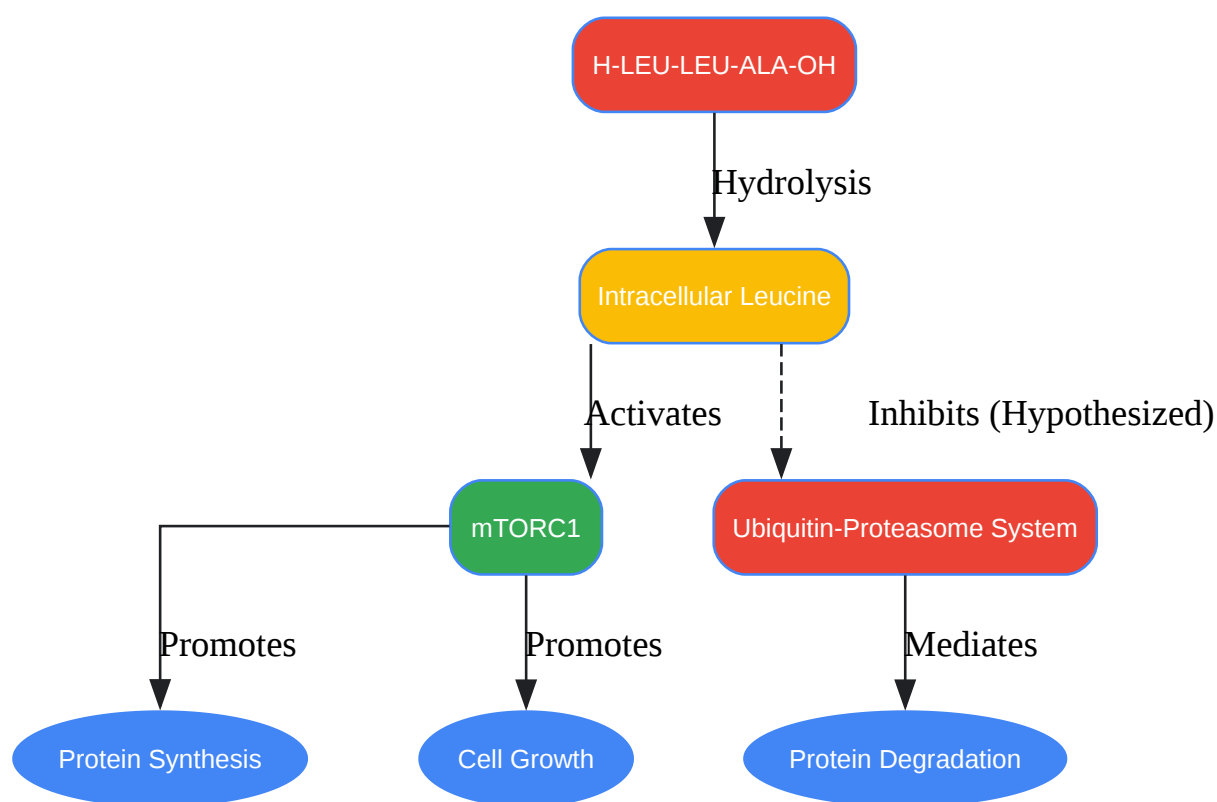 H-LEU-LEU-ALA-OH
Hydrolysis
Intracellular Leucine
Activates
Inhibits (Hypothesized)
mTORC1
Ubiquitin-Proteasome System
Promotes
Promotes
Mediates
Protein Synthesis
Cell Growth
Protein Degradation